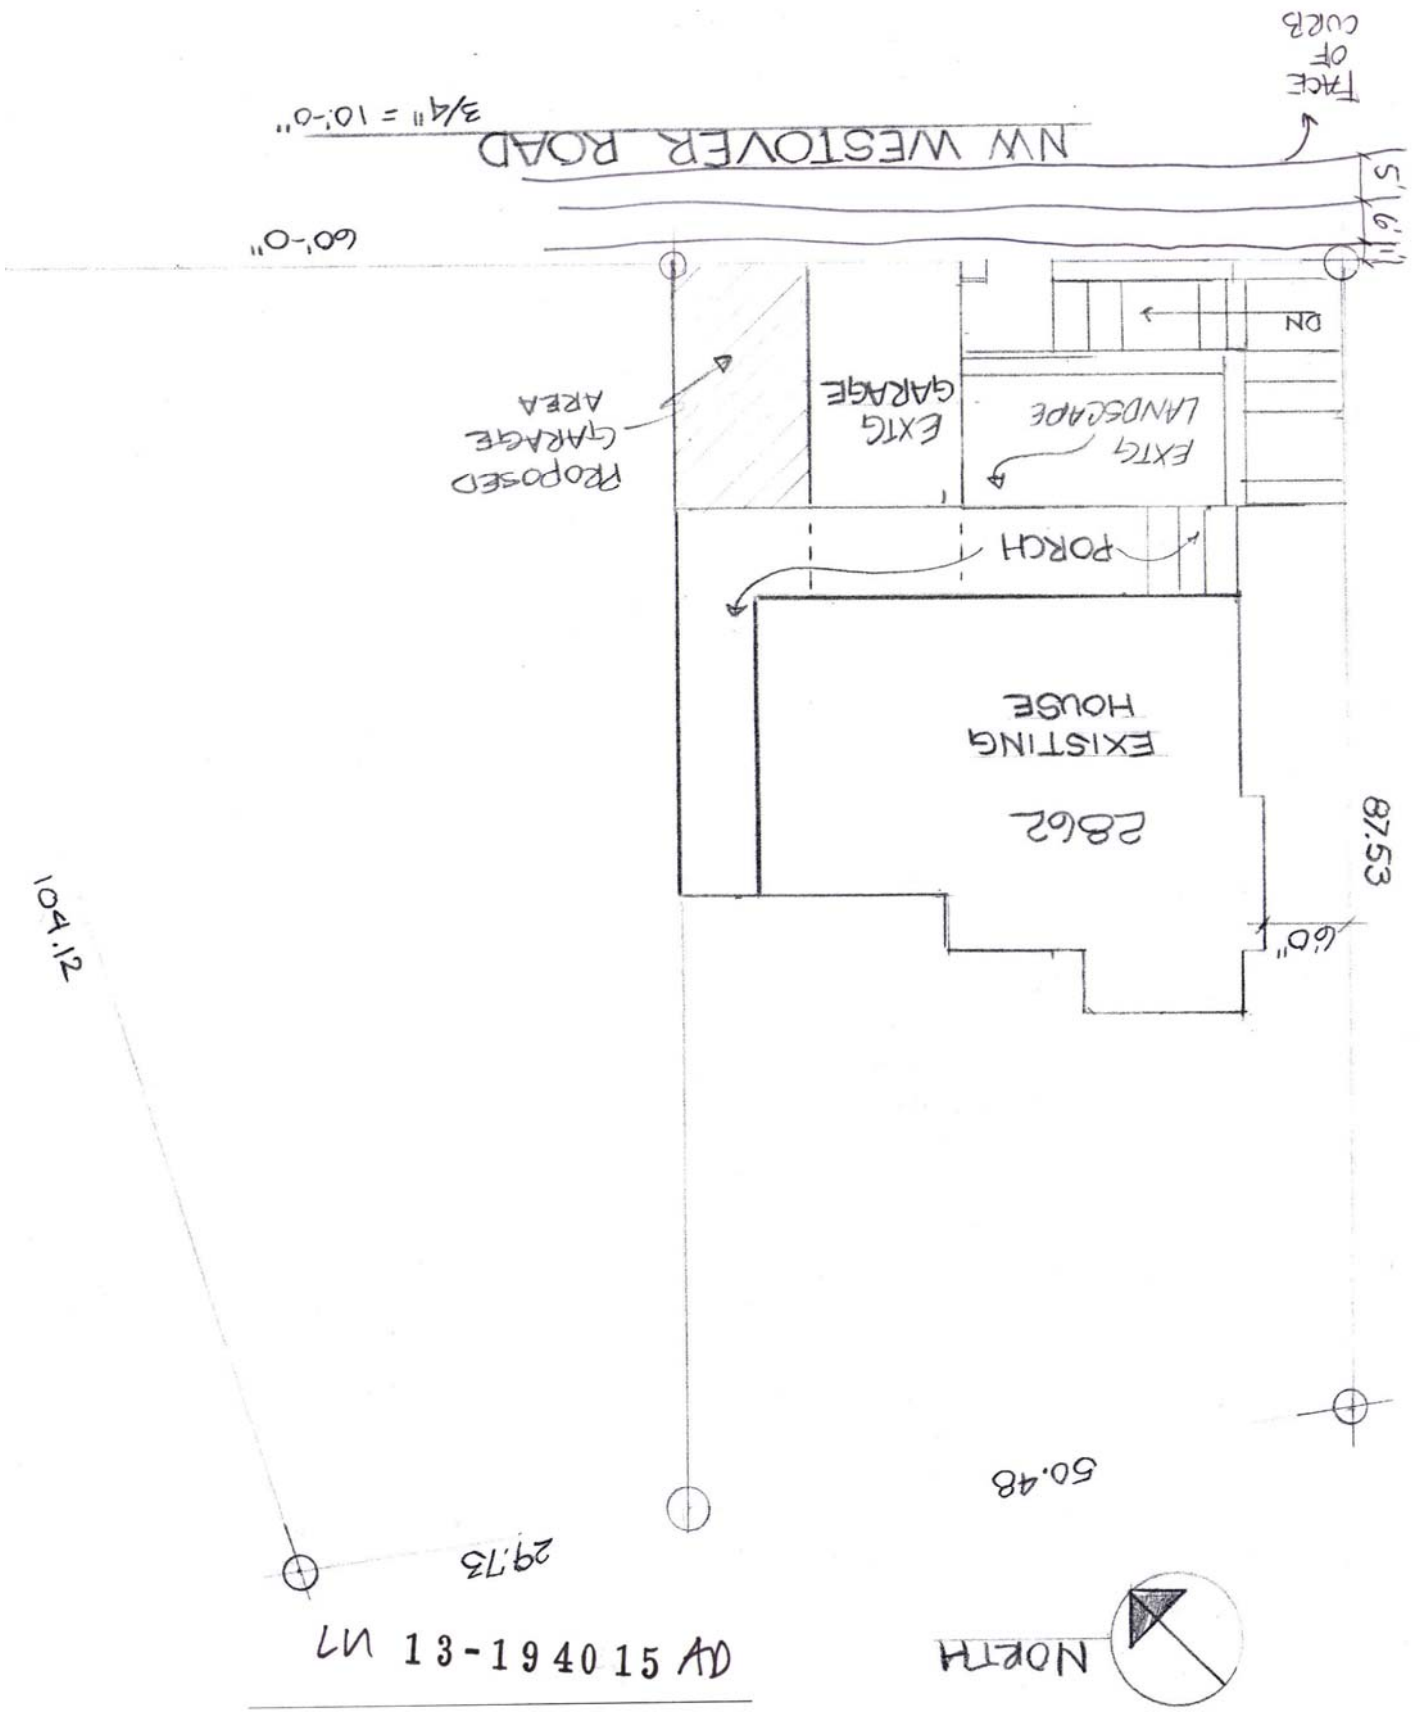 LU 13-194015 AD
NORTH
29.73
50.48
104.12
87.53
6'0"
2862
EXISTING
HOUSE
PORCH
PROPOSED
GARAGE
AREA
EXTG
GARAGE
EXTG
LANDSCAPE
DN
60'-0"
1'
6'
5'
NW WESTOVER ROAD
3/4" = 10'-0"
FACE
OF
CURB